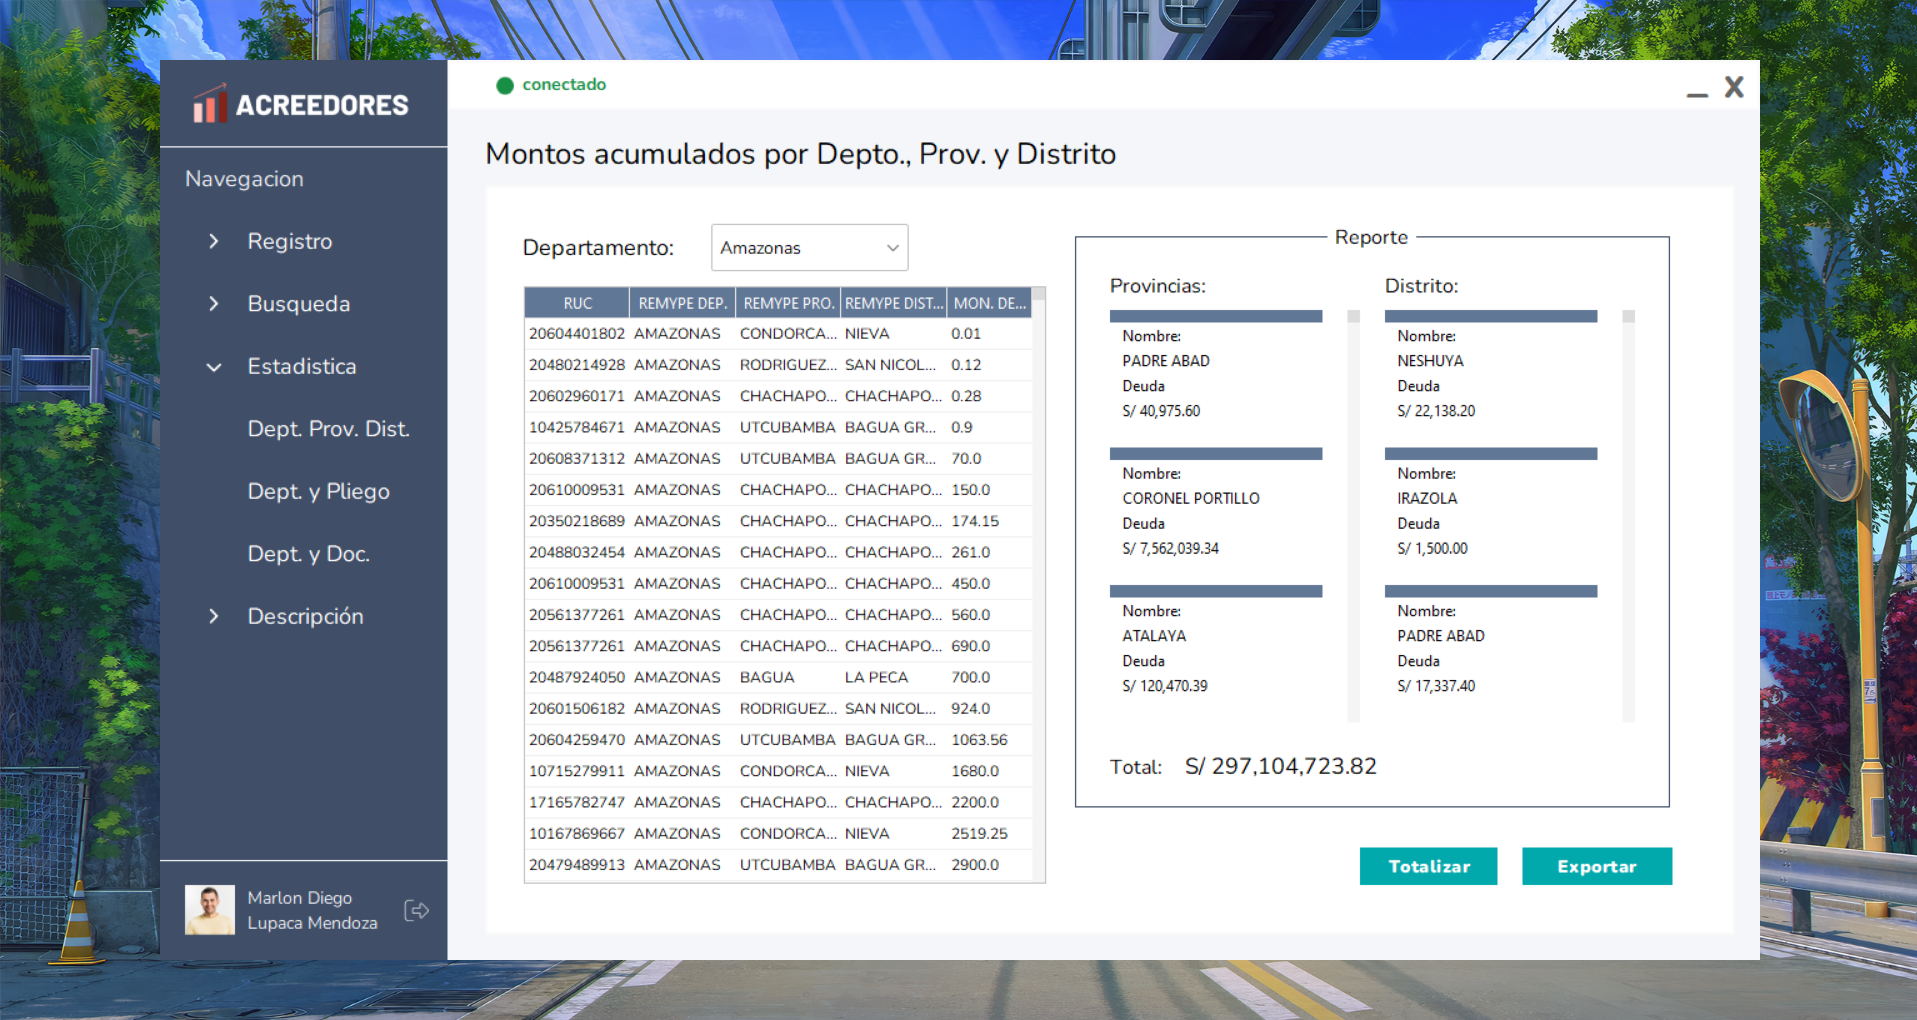 ACREEDORES
conectado
Navegacion
Registro
Busqueda
Estadistica
Dept. Prov. Dist.
Dept. y Pliego
Dept. y Doc.
Descripción
Marlon Diego
Lupaca Mendoza
Montos acumulados por Depto., Prov. y Distrito
Departamento: Amazonas
RUC REMYPE DEP. REMYPE PRO. REMYPE DIST... MON. DE...
20604401802 AMAZONAS CONDORCA... NIEVA 0.01
20480214928 AMAZONAS RODRIGUEZ... SAN NICOL... 0.12
20602960171 AMAZONAS CHACHAPO... CHACHAPO... 0.28
10425784671 AMAZONAS UTCUBAMBA BAGUA GR... 0.9
20608371312 AMAZONAS UTCUBAMBA BAGUA GR... 70.0
20610009531 AMAZONAS CHACHAPO... CHACHAPO... 150.0
20350218689 AMAZONAS CHACHAPO... CHACHAPO... 174.15
20488032454 AMAZONAS CHACHAPO... CHACHAPO... 261.0
20610009531 AMAZONAS CHACHAPO... CHACHAPO... 450.0
20561377261 AMAZONAS CHACHAPO... CHACHAPO... 560.0
20561377261 AMAZONAS CHACHAPO... CHACHAPO... 690.0
20487924050 AMAZONAS BAGUA LA PECA 700.0
20601506182 AMAZONAS RODRIGUEZ... SAN NICOL... 924.0
20604259470 AMAZONAS UTCUBAMBA BAGUA GR... 1063.56
10715279911 AMAZONAS CONDORCA... NIEVA 1680.0
17165782747 AMAZONAS CHACHAPO... CHACHAPO... 2200.0
10167869667 AMAZONAS CONDORCA... NIEVA 2519.25
20479489913 AMAZONAS UTCUBAMBA BAGUA GR... 2900.0
Reporte
Provincias:
Nombre:
PADRE ABAD
Deuda
S/ 40,975.60
Nombre:
CORONEL PORTILLO
Deuda
S/ 7,562,039.34
Nombre:
ATALAYA
Deuda
S/ 120,470.39
Distrito:
Nombre:
NESHUYA
Deuda
S/ 22,138.20
Nombre:
IRAZOLA
Deuda
S/ 1,500.00
Nombre:
PADRE ABAD
Deuda
S/ 17,337.40
Total: S/ 297,104,723.82
Totalizar
Exportar